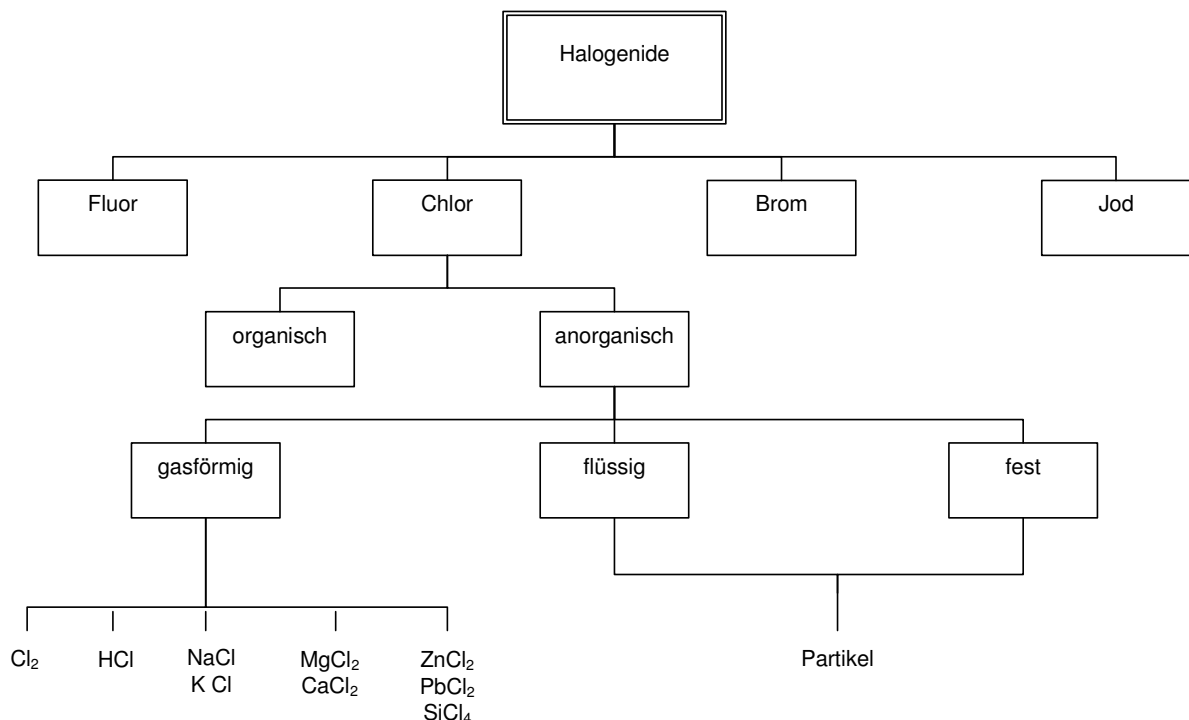 Halogenide
Fluor Chlor Brom Jod
organisch anorganisch
gasförmig flüssig fest
Cl₂ HCl NaCl MgCl₂ ZnCl₂ Partikel
K Cl CaCl₂ PbCl₂
SiCl₄